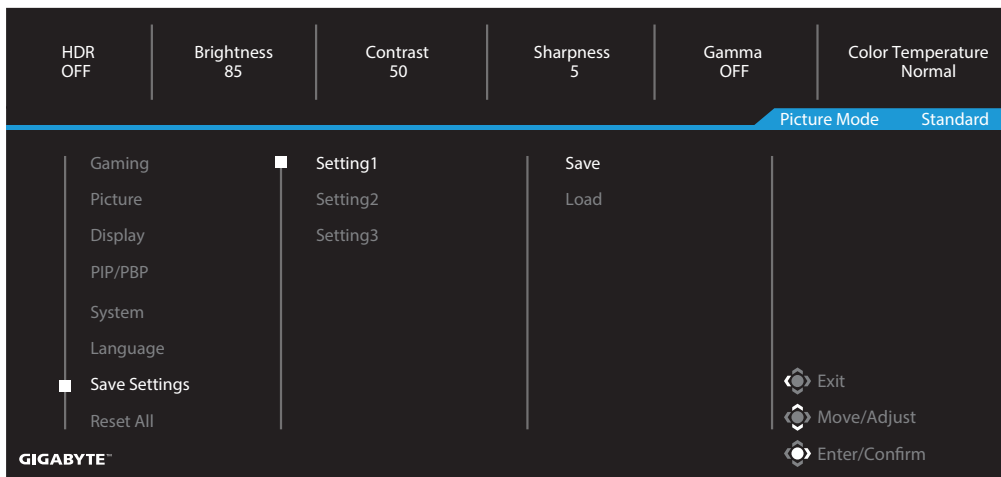 HDR Brightness Contrast Sharpness Gamma Color Temperature
OFF 85 50 5 OFF Normal
Picture Mode Standard
Gaming Setting1 Save
Picture Setting2 Load
Display Setting3
PIP/PBP
System
Language
Save Settings
Exit
Reset All
Move/Adjust
GIGABYTE™
Enter/Confirm